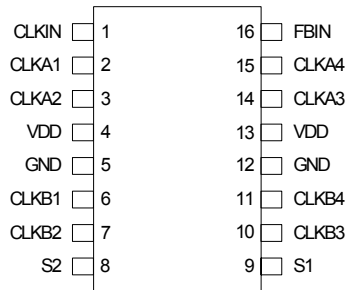 CLKIN 1 16 FBIN
CLKA1 2 15 CLKA4
CLKA2 3 14 CLKA3
VDD 4 13 VDD
GND 5 12 GND
CLKB1 6 11 CLKB4
CLKB2 7 10 CLKB3
S2 8 9 S1